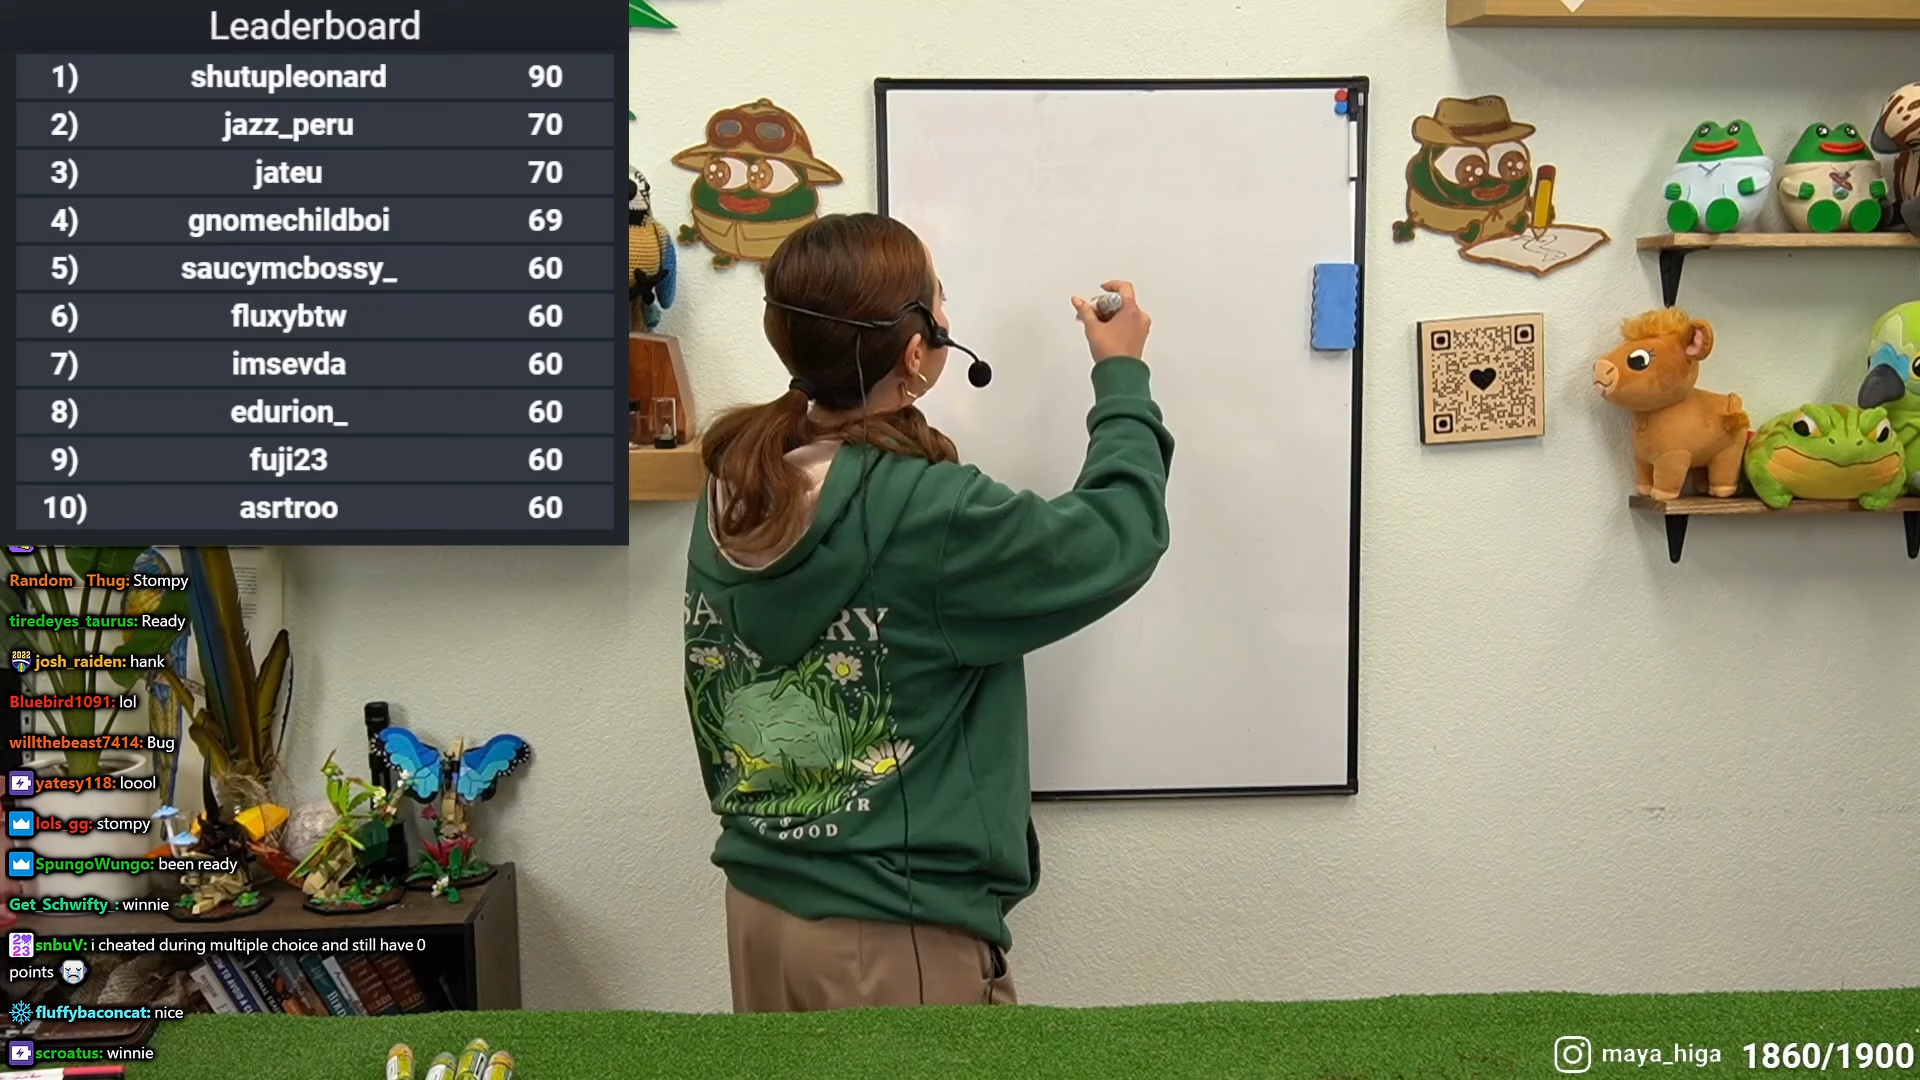 Leaderboard
1) shutupleonard 90
2) jazz_peru 70
3) jateu 70
4) gnomechildboi 69
5) saucymcbossy_ 60
6) fluxybtw 60
7) imsevda 60
8) edurion_ 60
9) fuji23 60
10) asrtroo 60
Random_Thug: Stompy
tiredeyes_taurus: Ready
2022 josh_raiden: hank
Bluebird1091: lol
willthebeast7414: Bug
yatesy118: loool
lols_gg: stompy
SpungoWungo: been ready
Get_Schwifty_: winnie
snbuV: i cheated during multiple choice and still have 0
points
fluffybaconcat: nice
scroatus: winnie
GOOD
maya_higa 1860/1900